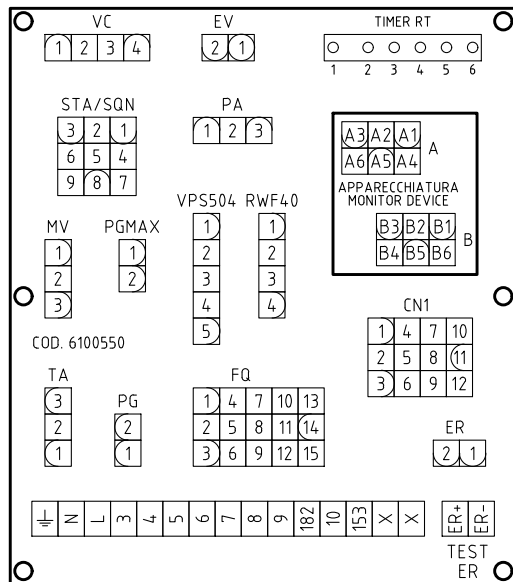 VC EV TIMER RT
1 2 3 4 2 1
1 2 3 4 5 6
STA/SQN PA
3 2 1 1 2 3
6 5 4
9 8 7
A3 A2 A1 A
A6 A5 A4
APPARECCHIATURA
MONITOR DEVICE
B3 B2 B1 B
B4 B5 B6
VPS504 RWF40
1 1
2 2
3 3
4 4
5
MV PGMAX
1 1
2 2
3
CN1
1 4 7 10
2 5 8 11
3 6 9 12
COD. 6100550
TA PG
3 2
2 1
1
FQ
1 4 7 10 13
2 5 8 11 14
3 6 9 12 15
ER
2 1
N L 3 4 5 6 7 8 9 182 10 153 X X ER+ ER-
TEST
ER